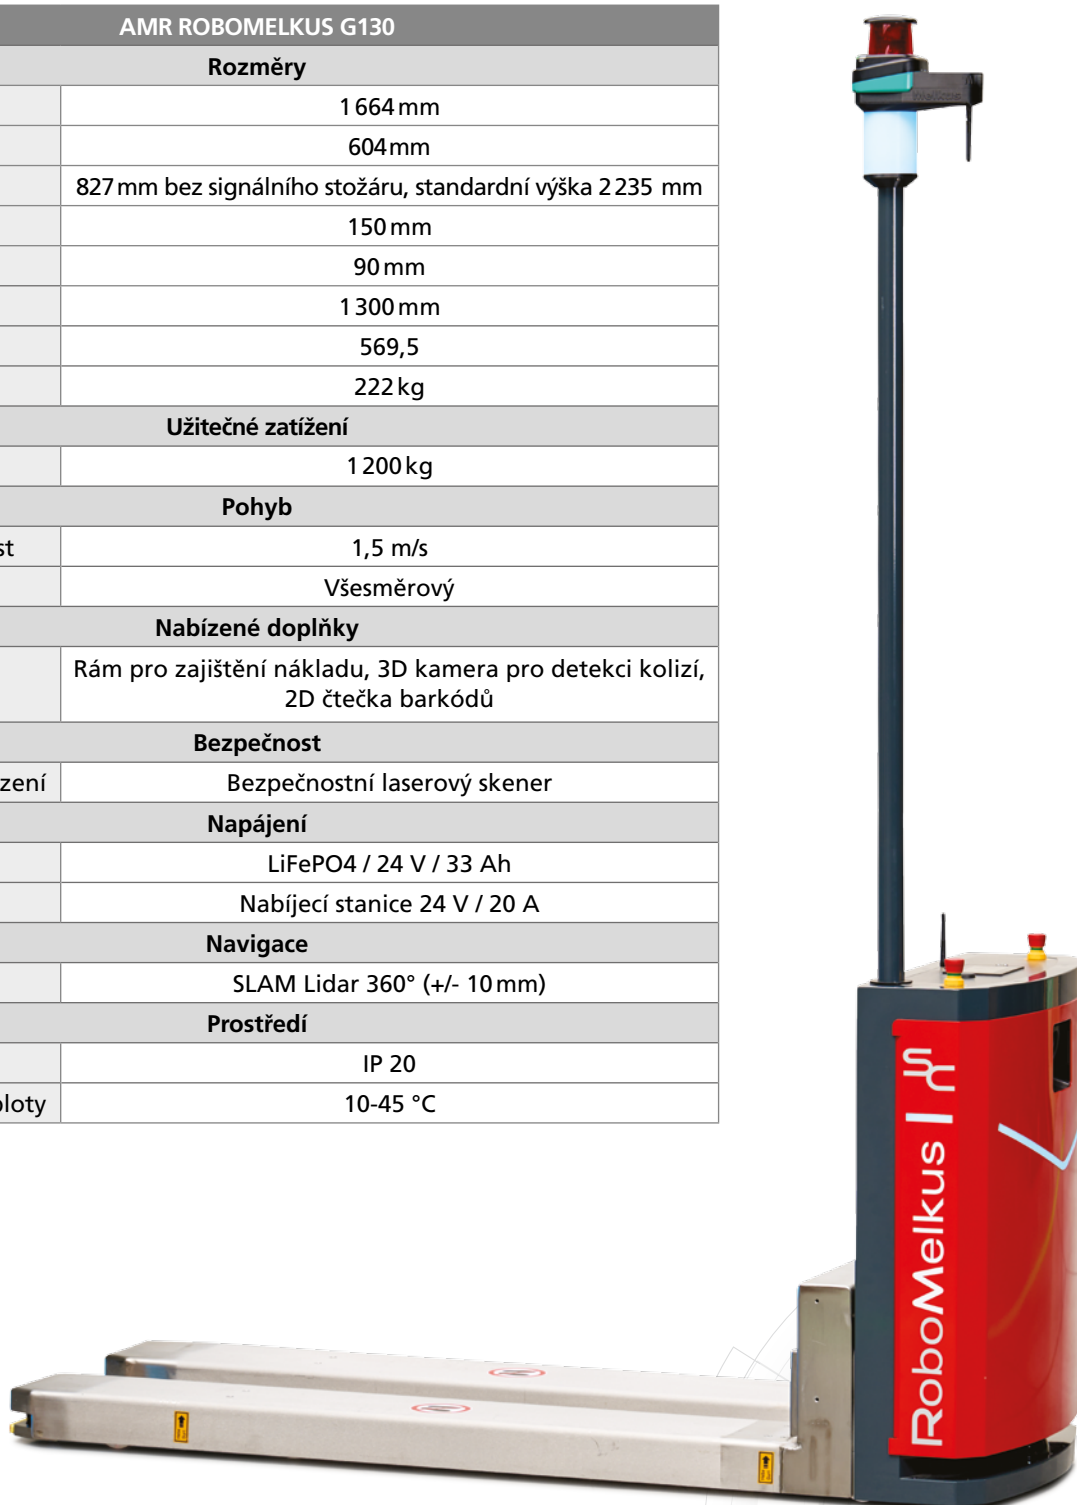 AMR ROBOMELKUS G130
Rozměry
1 664 mm
604 mm
827 mm bez signálního stožáru, standardní výška 2 235 mm
150 mm
90 mm
1 300 mm
569,5
222 kg
Užitečné zatížení
1 200 kg
Pohyb
st 1,5 m/s
Všesměrový
Nabízené doplňky
Rám pro zajištění nákladu, 3D kamera pro detekci kolizí,
2D čtečka barkódů
Bezpečnost
zení Bezpečnostní laserový skener
Napájení
LiFePO4 / 24 V / 33 Ah
Nabíjecí stanice 24 V / 20 A
Navigace
SLAM Lidar 360° (+/- 10 mm)
Prostředí
IP 20
loty 10-45 °C
RoboMelkus